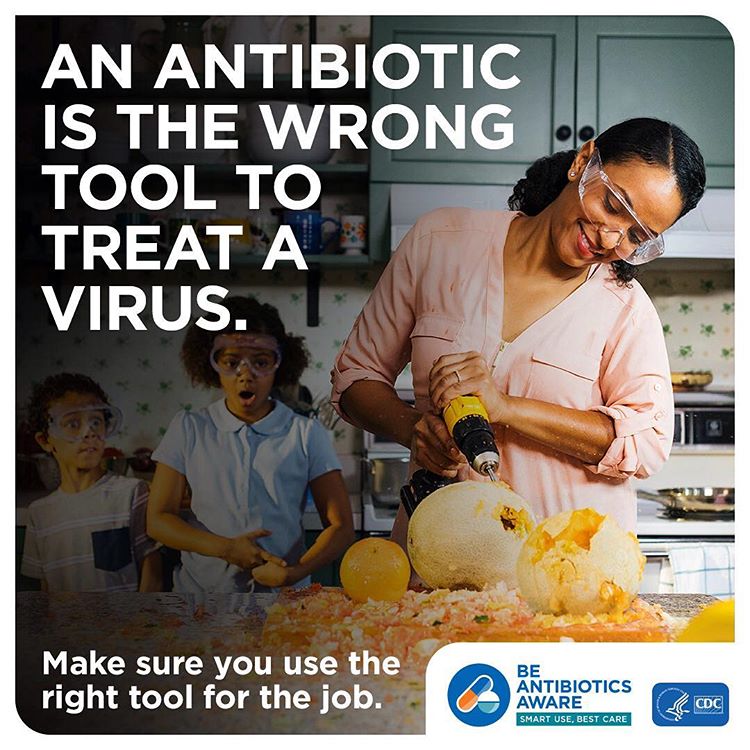 AN ANTIBIOTIC
IS THE WRONG
TOOL TO
TREAT A
VIRUS.
Make sure you use the
right tool for the job.
BE
ANTIBIOTICS
AWARE
SMART USE, BEST CARE
CDC